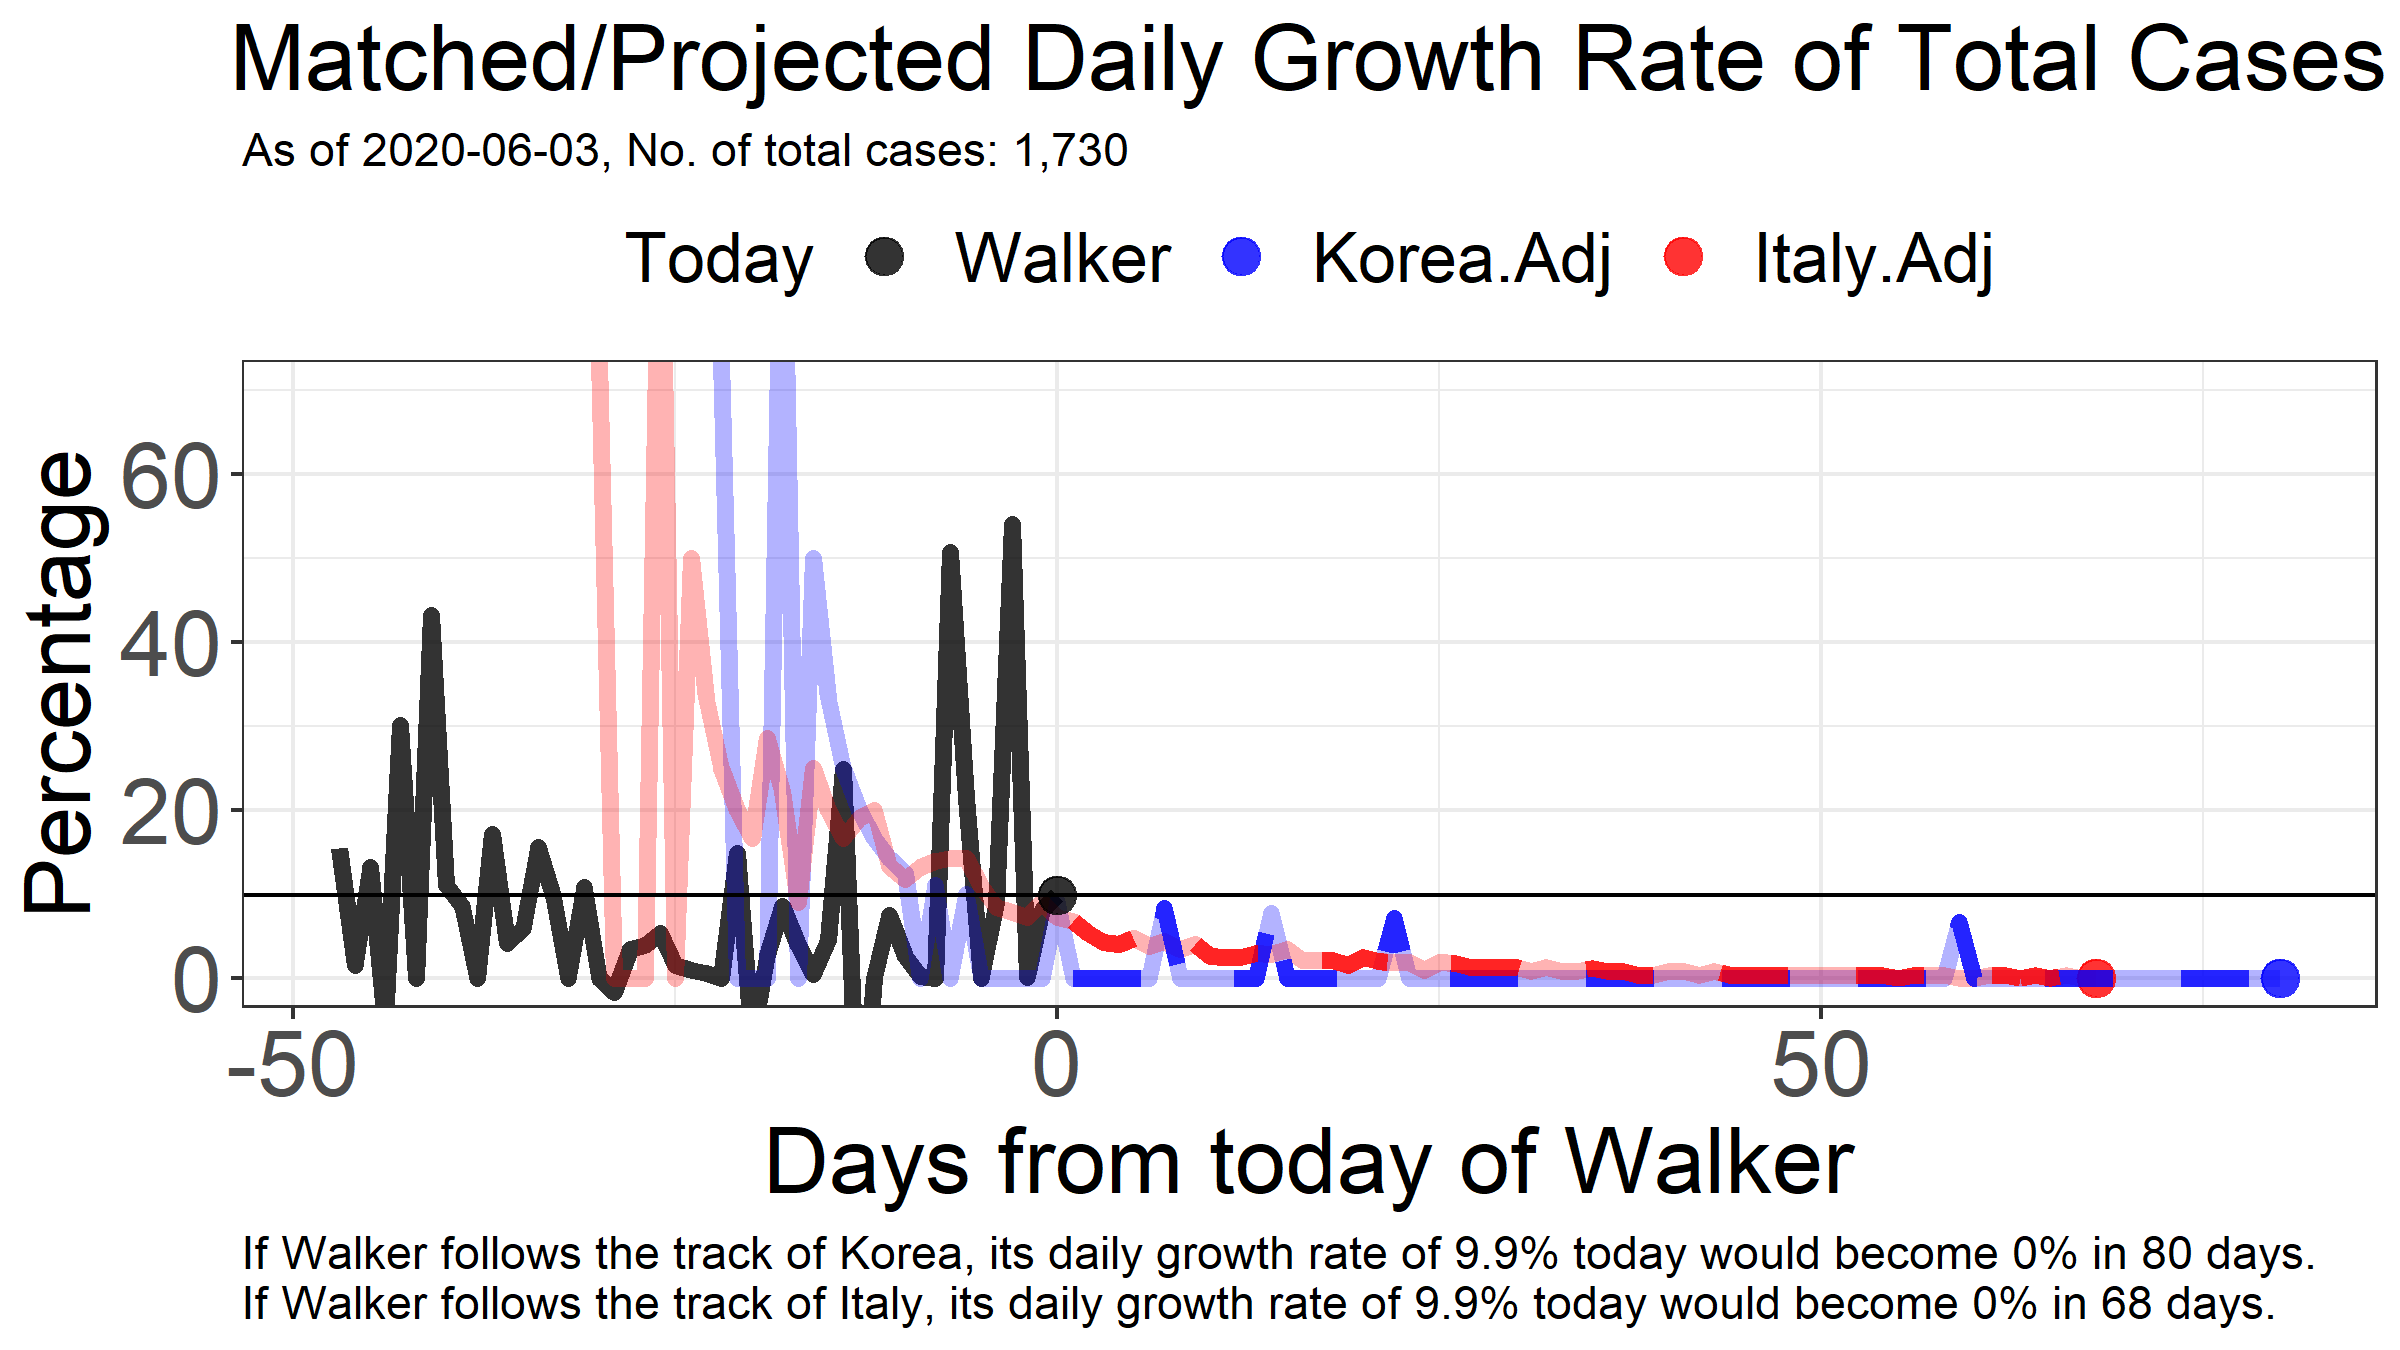 Matched/Projected Daily Growth Rate of Total Cases
As of 2020-06-03, No. of total cases: 1,730
Today Walker Korea.Adj Italy.Adj
Percentage
60
40
20
0
-50 0 50
Days from today of Walker
If Walker follows the track of Korea, its daily growth rate of 9.9% today would become 0% in 80 days.
If Walker follows the track of Italy, its daily growth rate of 9.9% today would become 0% in 68 days.